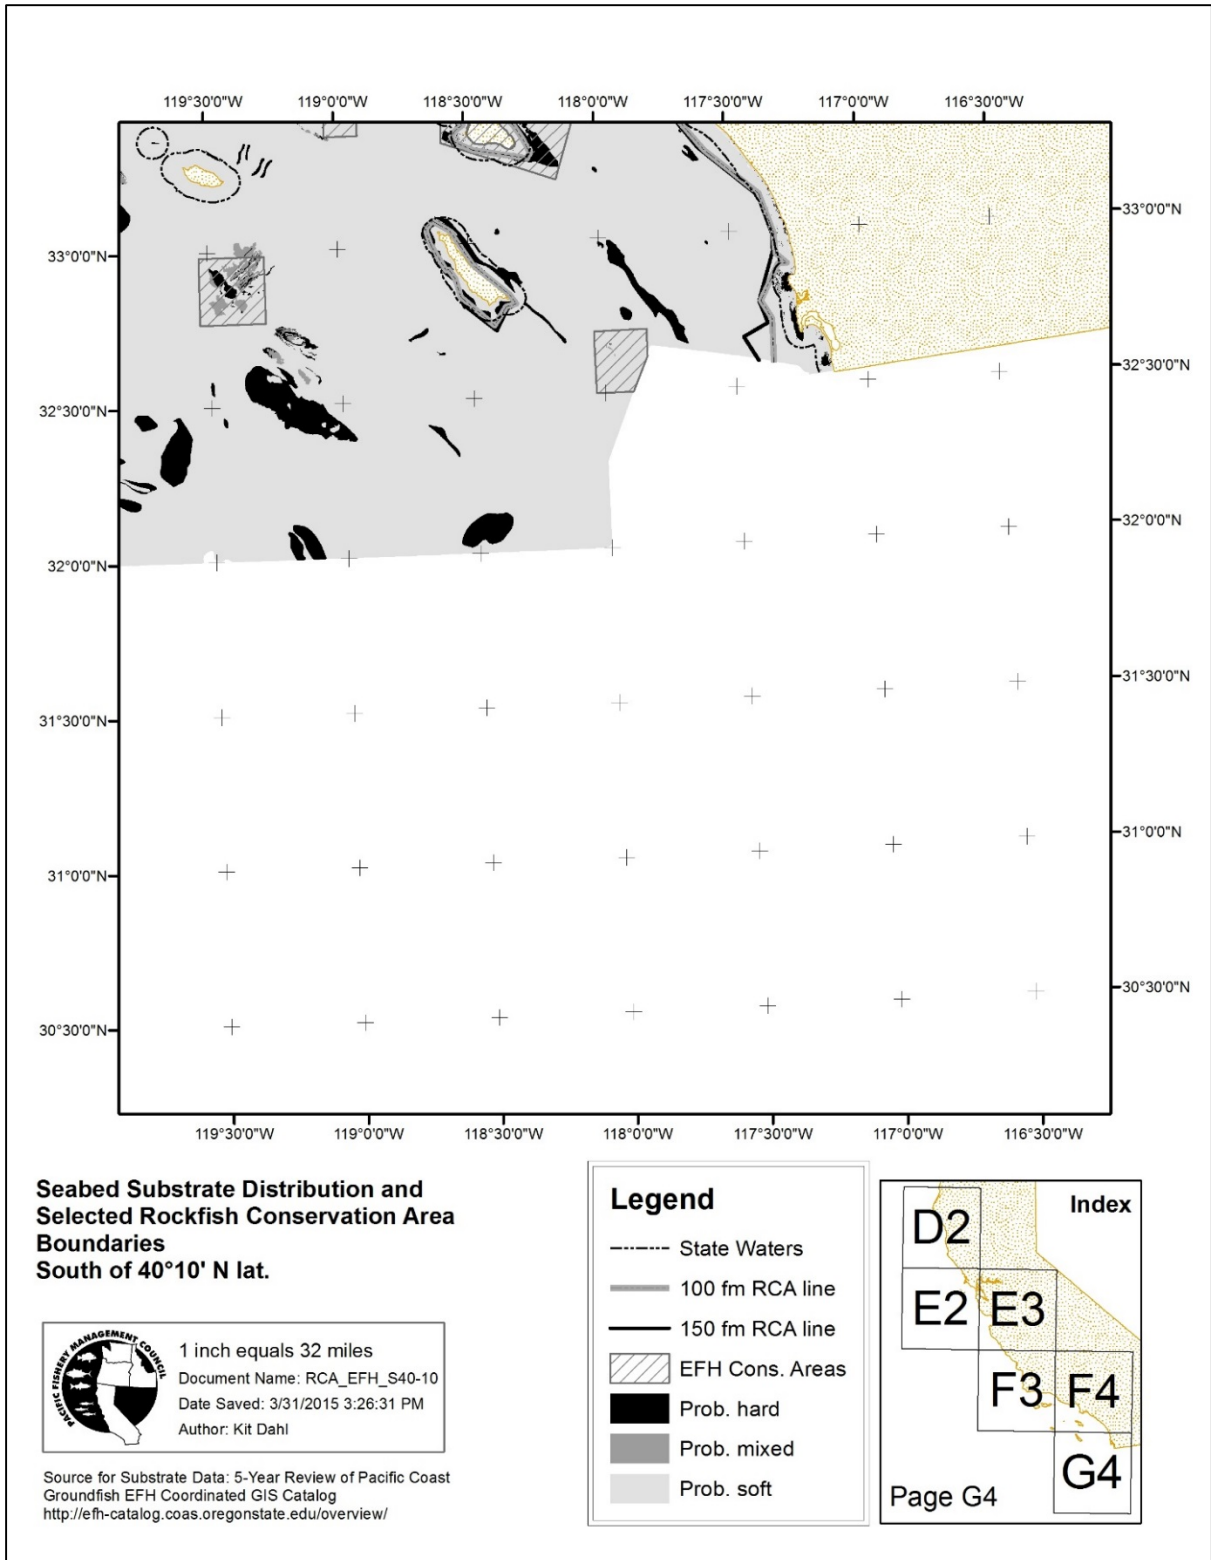 119°30'0"W 119°0'0"W 118°30'0"W 118°0'0"W 117°30'0"W 117°0'0"W 116°30'0"W
33°0'0"N
33°0'0"N
32°30'0"N
32°30'0"N
32°0'0"N
32°0'0"N
31°30'0"N
31°30'0"N
31°0'0"N
31°0'0"N
30°30'0"N
30°30'0"N
119°30'0"W 119°0'0"W 118°30'0"W 118°0'0"W 117°30'0"W 117°0'0"W 116°30'0"W
Seabed Substrate Distribution and
Selected Rockfish Conservation Area
Boundaries
South of 40°10' N lat.
PACIFIC FISHERY MANAGEMENT COUNCIL
1 inch equals 32 miles
Document Name: RCA_EFH_S40-10
Date Saved: 3/31/2015 3:26:31 PM
Author: Kit Dahl
Source for Substrate Data: 5-Year Review of Pacific Coast
Groundfish EFH Coordinated GIS Catalog
http://efh-catalog.coas.oregonstate.edu/overview/
Legend
State Waters
100 fm RCA line
150 fm RCA line
EFH Cons. Areas
Prob. hard
Prob. mixed
Prob. soft
Index
D2
E2 E3
F3 F4
G4
Page G4